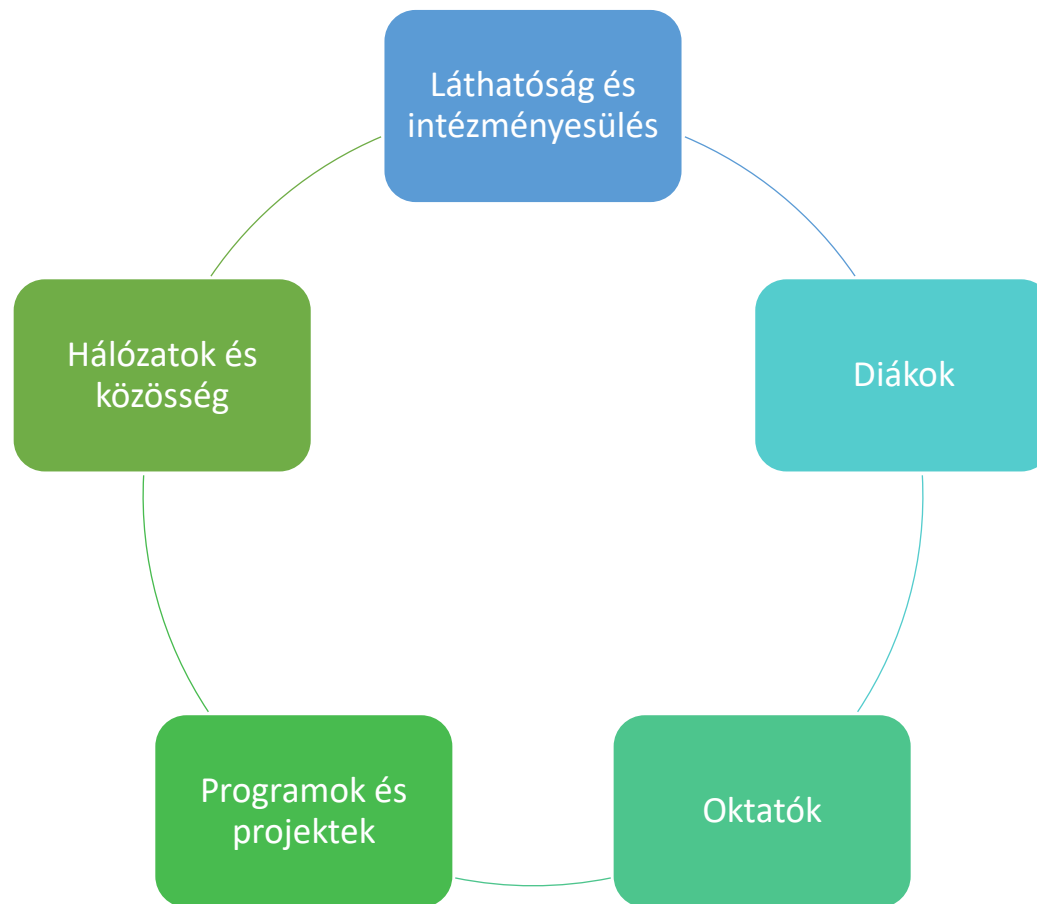 Láthatóság és
intézményesülés
Diákok
Oktatók
Programok és
projektek
Hálózatok és
közösség